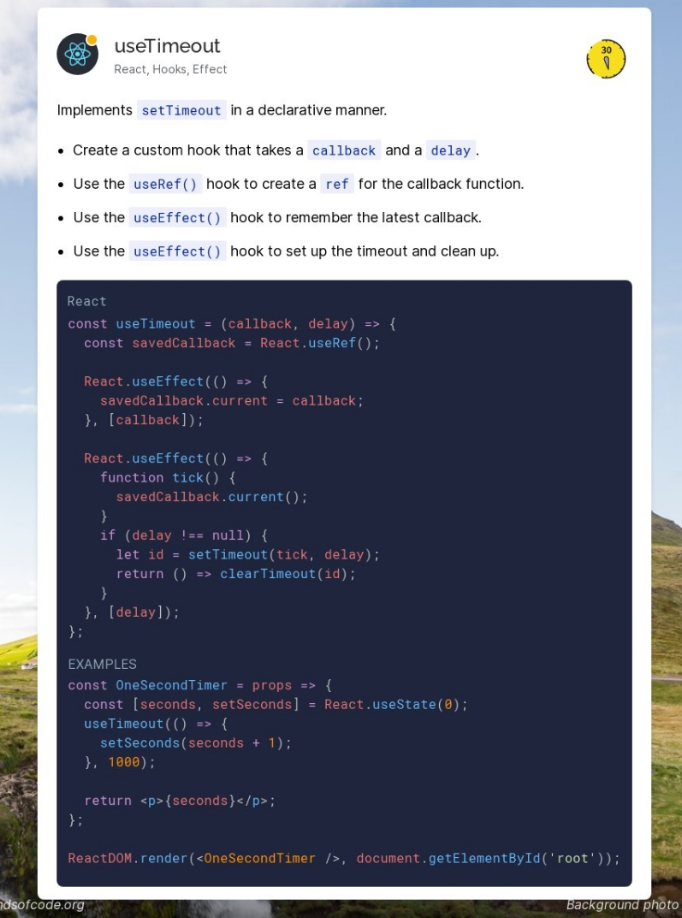 useTimeout
30
React, Hooks, Effect
Implements setTimeout in a declarative manner.
• Create a custom hook that takes a callback and a delay .
• Use the useRef() hook to create a ref for the callback function.
• Use the useEffect() hook to remember the latest callback.
• Use the useEffect() hook to set up the timeout and clean up.
React
const useTimeout = (callback, delay) => {
  const savedCallback = React.useRef();

  React.useEffect(() => {
    savedCallback.current = callback;
  }, [callback]);

  React.useEffect(() => {
    function tick() {
      savedCallback.current();
    }
    if (delay !== null) {
      let id = setTimeout(tick, delay);
      return () => clearTimeout(id);
    }
  }, [delay]);
};
EXAMPLES
const OneSecondTimer = props => {
  const [seconds, setSeconds] = React.useState(0);
  useTimeout(() => {
    setSeconds(seconds + 1);
  }, 1000);

  return <p>{seconds}</p>;
};

ReactDOM.render(<OneSecondTimer />, document.getElementById('root'));
ndsofcode.org
Background photo